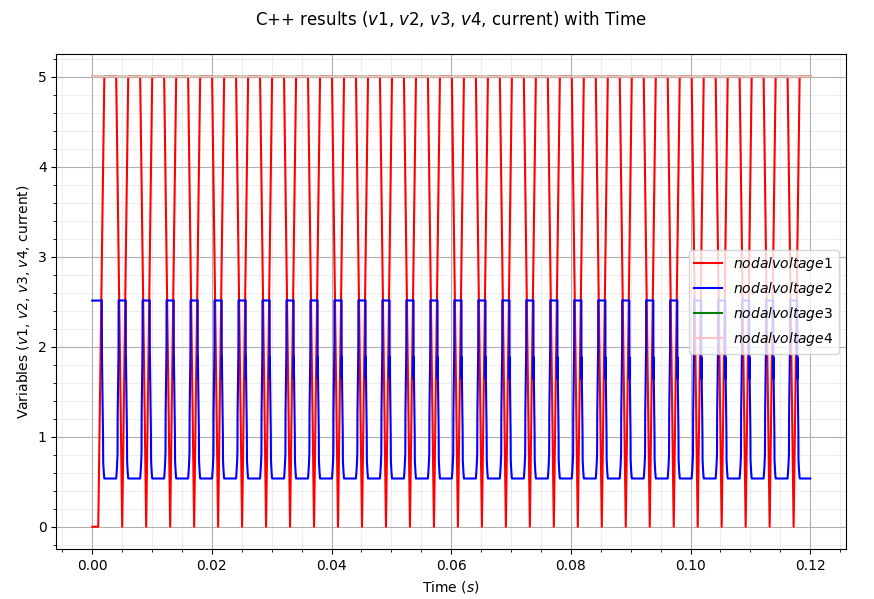 C++ results (v1, v2, v3, v4, current) with Time
Variables (v1, v2, v3, v4, current)
5
4
3
2
1
0
nodalvoltage1
nodalvoltage2
nodalvoltage3
nodalvoltage4
0.00 0.02 0.04 0.06 0.08 0.10 0.12
Time (s)